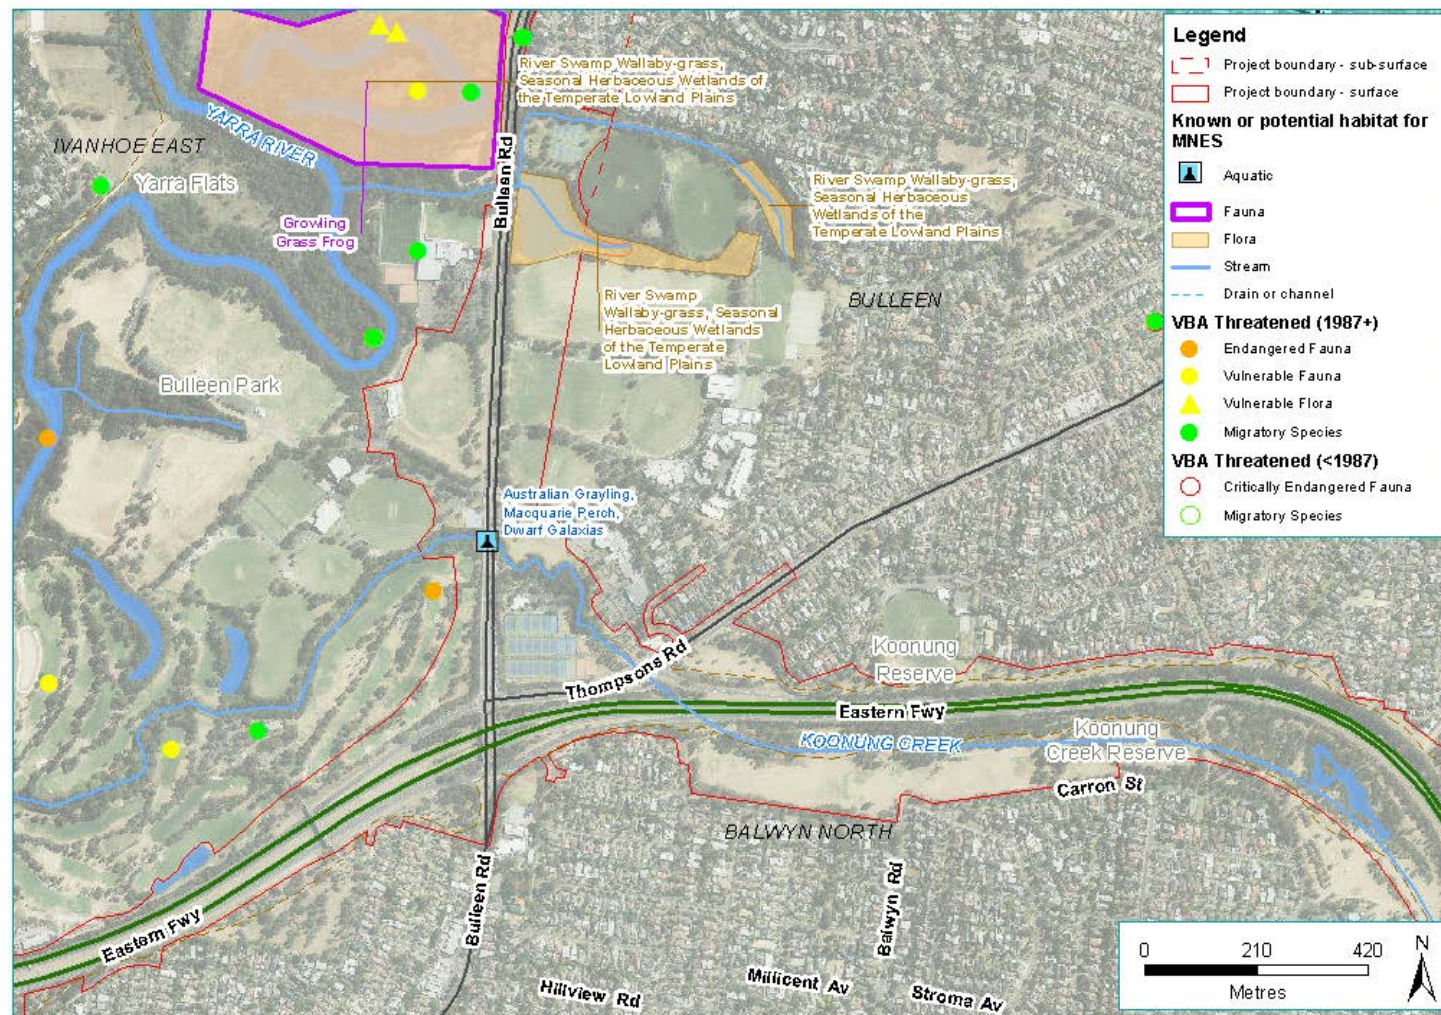 Legend
Project boundary - sub-surface
Project boundary - surface
Known or potential habitat for
MNES
Aquatic
Fauna
Flora
Stream
Drain or channel
VBA Threatened (1987+)
Endangered Fauna
Vulnerable Fauna
Vulnerable Flora
Migratory Species
VBA Threatened (<1987)
Critically Endangered Fauna
Migratory Species
River Swamp Wallaby-grass,
Seasonal Herbaceous Wetlands of
the Temperate Lowland Plains
IVANHOE EAST
YARRA RIVER
Yarra Flats
Bulleen Rd
Growling
Grass Frog
River Swamp Wallaby-grass,
Seasonal Herbaceous
Wetlands of the
Temperate Lowland Plains
River Swamp
Wallaby-grass, Seasonal
Herbaceous Wetlands
of the Temperate
Lowland Plains
BULLEEN
Bulleen Park
Australian Grayling,
Macquarie Perch,
Dwarf Galaxias
Thompsons Rd
Koonung
Reserve
Eastern Fwy
KOONUNG CREEK
Koonung
Creek Reserve
Carron St
BALWYN NORTH
Bulleen Rd
Balwyn Rd
Eastern Fwy
Hillview Rd
Millicent Av
Stroma Av
0 210 420
Metres
N